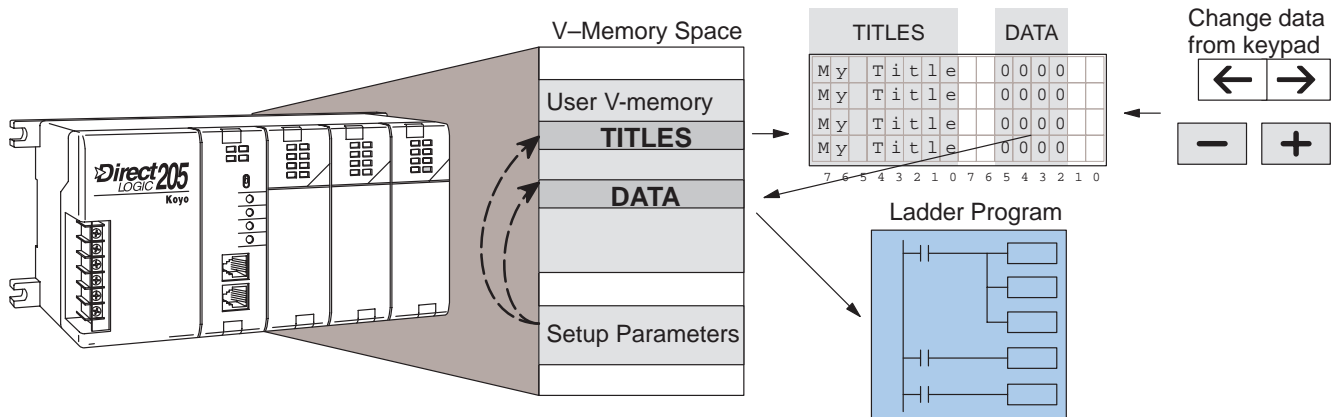 V–Memory Space
User V-memory
TITLES
DATA
Setup Parameters
Direct
LOGIC 205
Koyo
TITLES DATA
My Title 0000
My Title 0000
My Title 0000
My Title 0000
7 6 5 4 3 2 1 0 7 6 5 4 3 2 1 0
Change data
from keypad
← →
− +
Ladder Program